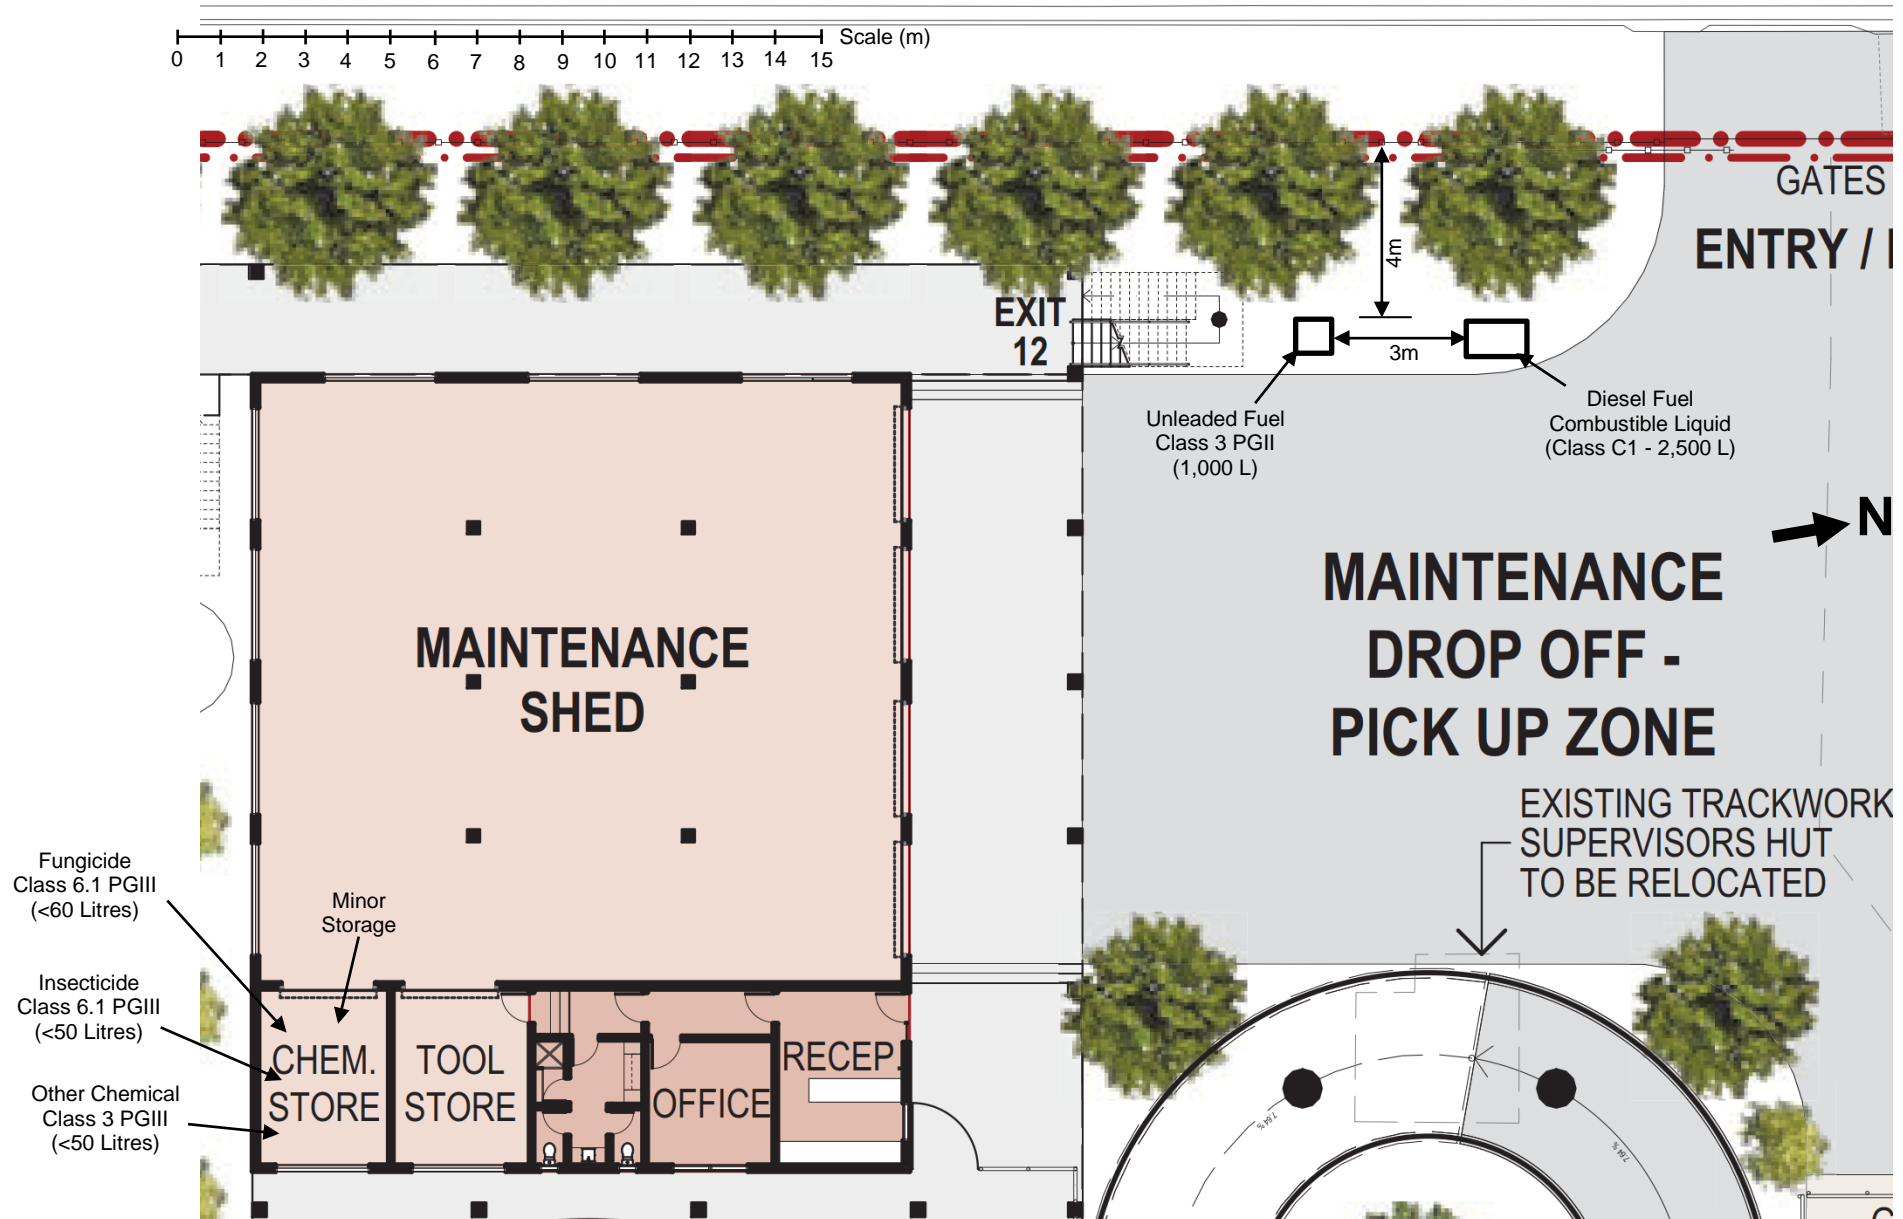 Scale (m)
0 1 2 3 4 5 6 7 8 9 10 11 12 13 14 15
GATES
ENTRY /
4m
EXIT
12
3m
Unleaded Fuel
Class 3 PGII
(1,000 L)
Diesel Fuel
Combustible Liquid
(Class C1 - 2,500 L)
N
MAINTENANCE
DROP OFF -
PICK UP ZONE
MAINTENANCE
SHED
EXISTING TRACKWORK
SUPERVISORS HUT
TO BE RELOCATED
Fungicide
Class 6.1 PGIII
(<60 Litres)
Minor
Storage
Insecticide
Class 6.1 PGIII
(<50 Litres)
Other Chemical
Class 3 PGIII
(<50 Litres)
CHEM.
STORE
TOOL
STORE
OFFICE
RECEP.
7.64 %
7.64 %